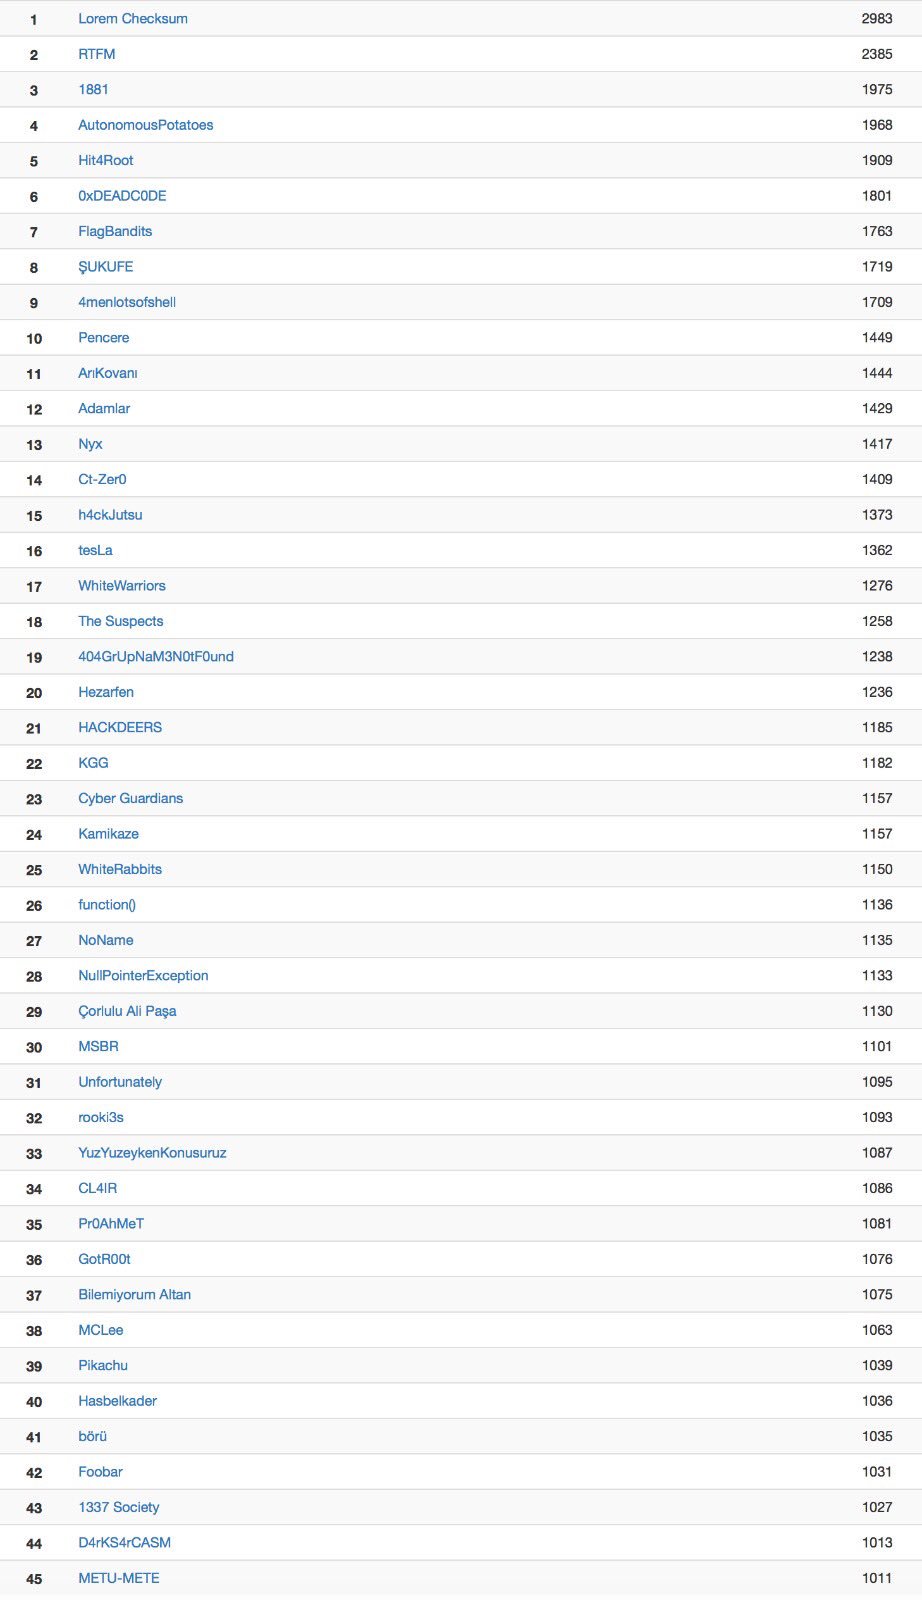 1 Lorem Checksum 2983
2 RTFM 2385
3 1881 1975
4 AutonomousPotatoes 1968
5 Hit4Root 1909
6 0xDEADC0DE 1801
7 FlagBandits 1763
8 ŞUKUFE 1719
9 4menlotsofshell 1709
10 Pencere 1449
11 ArıKovanı 1444
12 Adamlar 1429
13 Nyx 1417
14 Ct-Zer0 1409
15 h4ckJutsu 1373
16 tesLa 1362
17 WhiteWarriors 1276
18 The Suspects 1258
19 404GrUpNaM3N0tF0und 1238
20 Hezarfen 1236
21 HACKDEERS 1185
22 KGG 1182
23 Cyber Guardians 1157
24 Kamikaze 1157
25 WhiteRabbits 1150
26 function() 1136
27 NoName 1135
28 NullPointerException 1133
29 Çorlulu Ali Paşa 1130
30 MSBR 1101
31 Unfortunately 1095
32 rooki3s 1093
33 YuzYuzeykenKonusuruz 1087
34 CL4IR 1086
35 Pr0AhMeT 1081
36 GotR00t 1076
37 Bilemiyorum Altan 1075
38 MCLee 1063
39 Pikachu 1039
40 Hasbelkader 1036
41 börü 1035
42 Foobar 1031
43 1337 Society 1027
44 D4rKS4rCASM 1013
45 METU-METE 1011